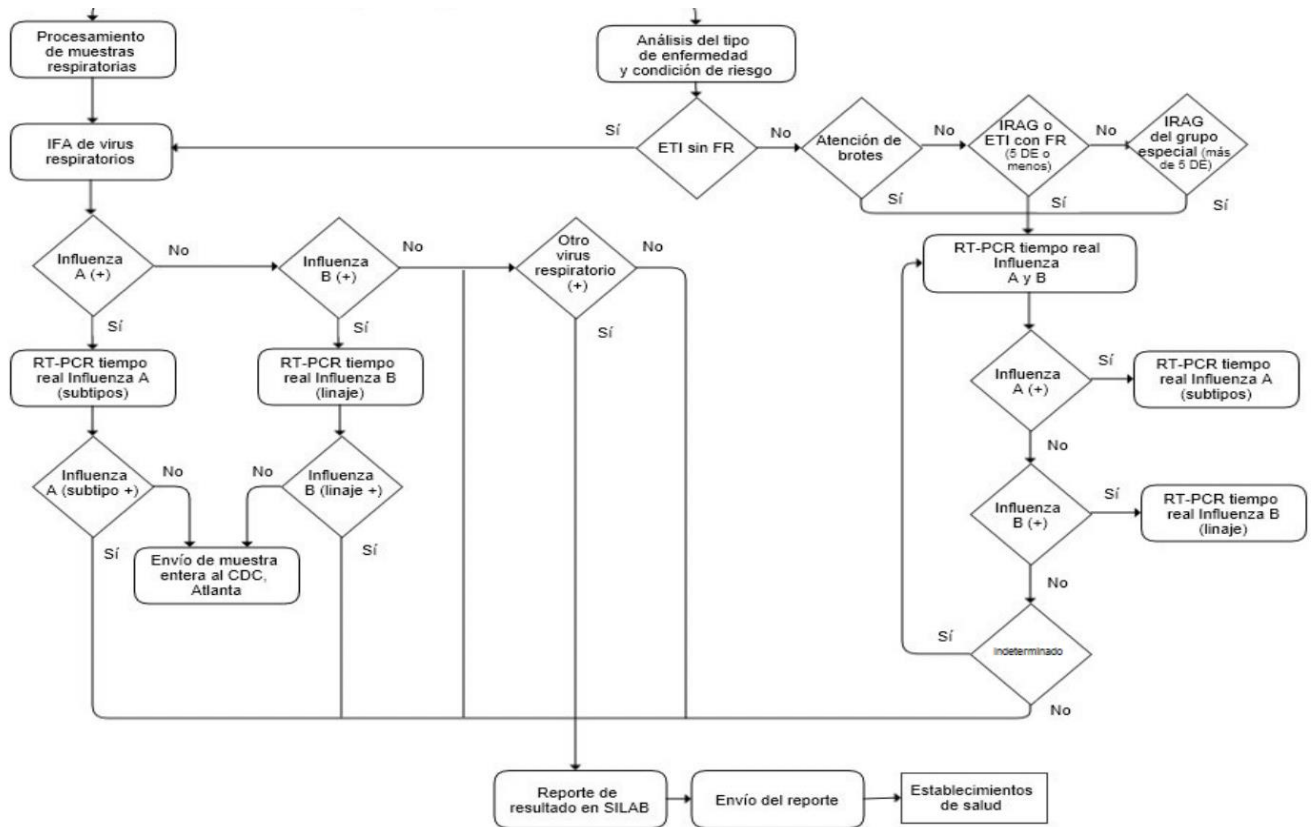 Procesamiento
de muestras
respiratorias
Análisis del tipo
de enfermedad
y condición de riesgo
IFA de virus
respiratorios
Sí
ETI sin FR
No
Atención de
brotes
No
IRAG o
ETI con FR
(5 DE o
menos)
No
IRAG
del grupo
especial (más
de 5 DE)
Sí
Sí
Sí
Influenza
A (+)
No
Influenza
B (+)
No
Otro
virus
respiratorio
(+)
No
RT-PCR tiempo real
Influenza
A y B
Sí
Sí
Sí
RT-PCR tiempo
real Influenza A
(subtipos)
RT-PCR tiempo
real Influenza B
(linaje)
Influenza
A (+)
Sí
RT-PCR tiempo
real Influenza A
(subtipos)
No
Influenza
A (subtipo +)
No
No
Influenza
B (linaje +)
Influenza
B (+)
Sí
RT-PCR tiempo
real Influenza B
(linaje)
Sí
Envío de muestra
entera al CDC,
Atlanta
Sí
No
Sí
indeterminado
No
Reporte de
resultado en SILAB
Envío del reporte
Establecimientos
de salud